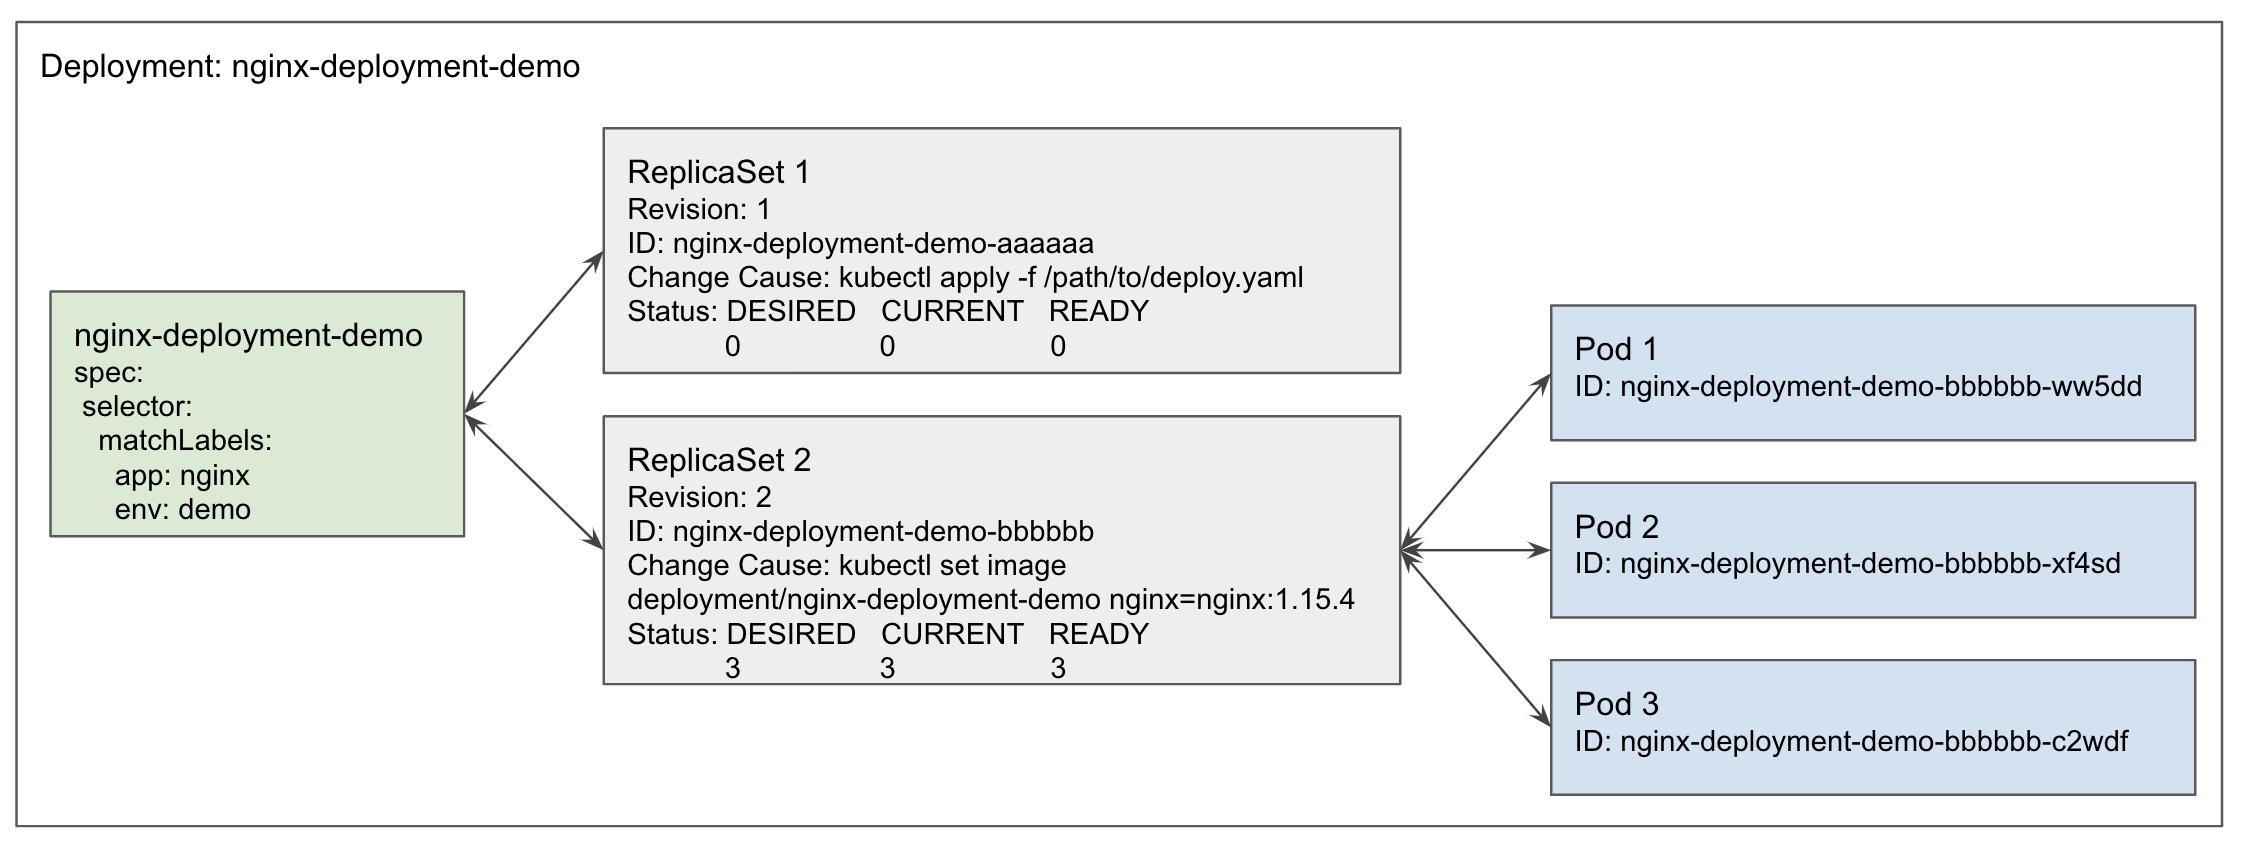 Deployment: nginx-deployment-demo
nginx-deployment-demo
spec:
selector:
matchLabels:
app: nginx
env: demo
ReplicaSet 1
Revision: 1
ID: nginx-deployment-demo-aaaaaa
Change Cause: kubectl apply -f /path/to/deploy.yaml
Status: DESIRED CURRENT READY
0 0 0
ReplicaSet 2
Revision: 2
ID: nginx-deployment-demo-bbbbbb
Change Cause: kubectl set image
deployment/nginx-deployment-demo nginx=nginx:1.15.4
Status: DESIRED CURRENT READY
3 3 3
Pod 1
ID: nginx-deployment-demo-bbbbbb-ww5dd
Pod 2
ID: nginx-deployment-demo-bbbbbb-xf4sd
Pod 3
ID: nginx-deployment-demo-bbbbbb-c2wdf